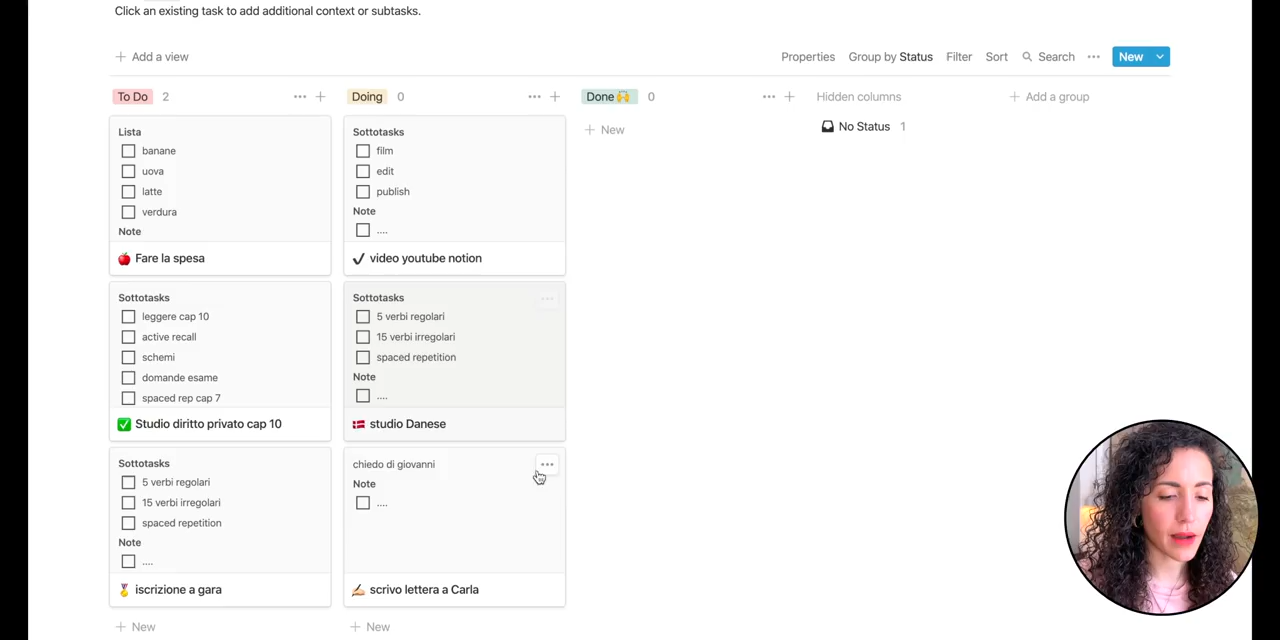 Click an existing task to add additional context or subtasks.
Add a view
Properties Group by Status Filter Sort Search New
To Do 2
Lista
banane
uova
latte
verdura
Note
Fare la spesa
Sottotasks
leggere cap 10
active recall
schemi
domande esame
spaced rep cap 7
Studio diritto privato cap 10
Sottotasks
5 verbi regolari
15 verbi irregolari
spaced repetition
Note
....
iscrizione a gara
New
Doing 0
Sottotasks
film
edit
publish
Note
....
video youtube notion
Sottotasks
5 verbi regolari
15 verbi irregolari
spaced repetition
Note
....
studio Danese
chiedo di giovanni
Note
....
scrivo lettera a Carla
New
Done 0
New
Hidden columns
No Status 1
Add a group